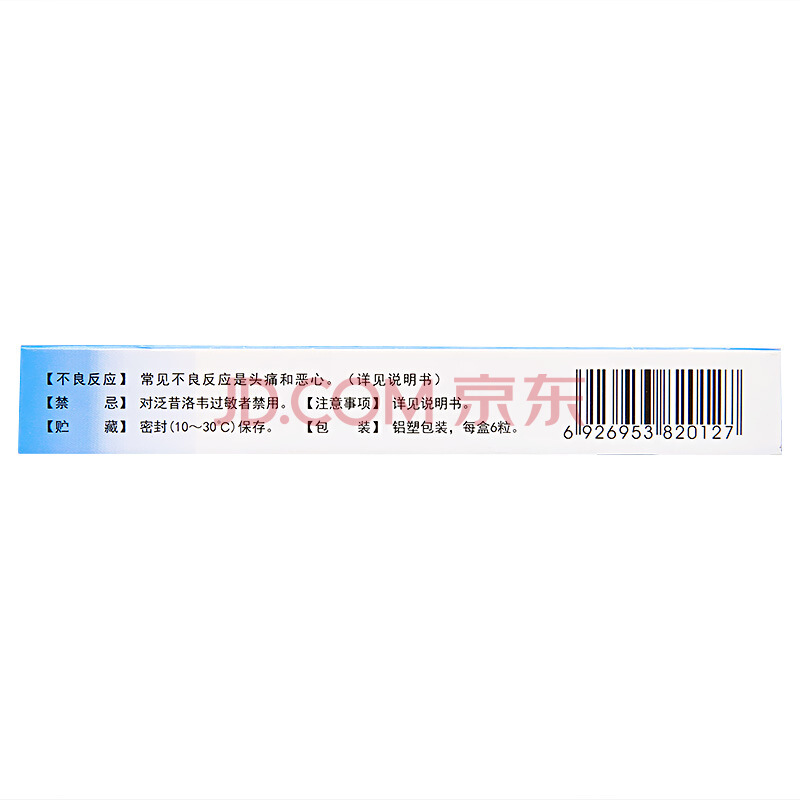 【不良反应】 常见不良反应是头痛和恶心。（详见说明书）
【禁　　忌】 对泛昔洛韦过敏者禁用。【注意事项】 详见说明书。
【贮　　藏】 密封(10～30℃)保存。 【包　　装】 铝塑包装，每盒6粒。
6 926953 820127
JD.COM 京东